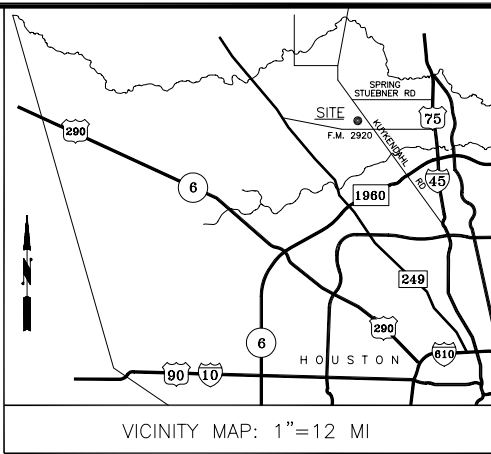 SPRING
STUEBNER RD
SITE
75
F.M. 2920
KUYKENDAHL RD
290
6
45
1960
N
249
290
6
610
HOUSTON
90
10
VICINITY MAP: 1"=12 MI